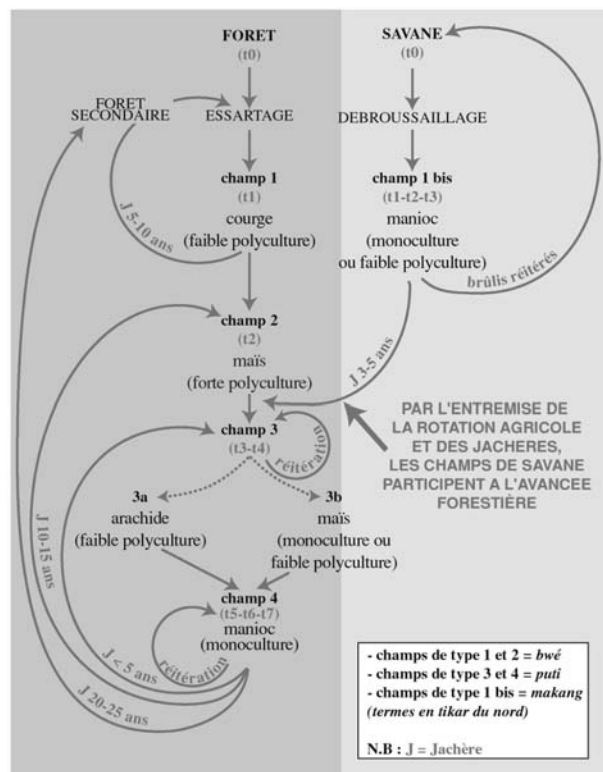 FORET
(t0)
SAVANE
(t0)
FORET
SECONDAIRE
ESSARTAGE
DEBROUSSAILLAGE
champ 1
(t1)
courge
(faible polyculture)
J 5-10 ans
champ 1 bis
(t1-t2-t3)
manioc
(monoculture
ou faible polyculture)
brûlis réitérés
champ 2
(t2)
maïs
(forte polyculture)
J 3-5 ans
champ 3
(t3-t4)
réitération
PAR L'ENTREMISE DE
LA ROTATION AGRICOLE
ET DES JACHERES,
LES CHAMPS DE SAVANE
PARTICIPENT A L'AVANCEE
FORESTIÈRE
3a
arachide
(faible polyculture)
3b
maïs
(monoculture ou
faible polyculture)
J 10-15 ans
champ 4
(t5-t6-t7)
manioc
(monoculture)
réitération
J < 5 ans
J 20-25 ans
- champs de type 1 et 2 = bwé
- champs de type 3 et 4 = puti
- champs de type 1 bis = makang
(termes en tikar du nord)
N.B : J = Jachère